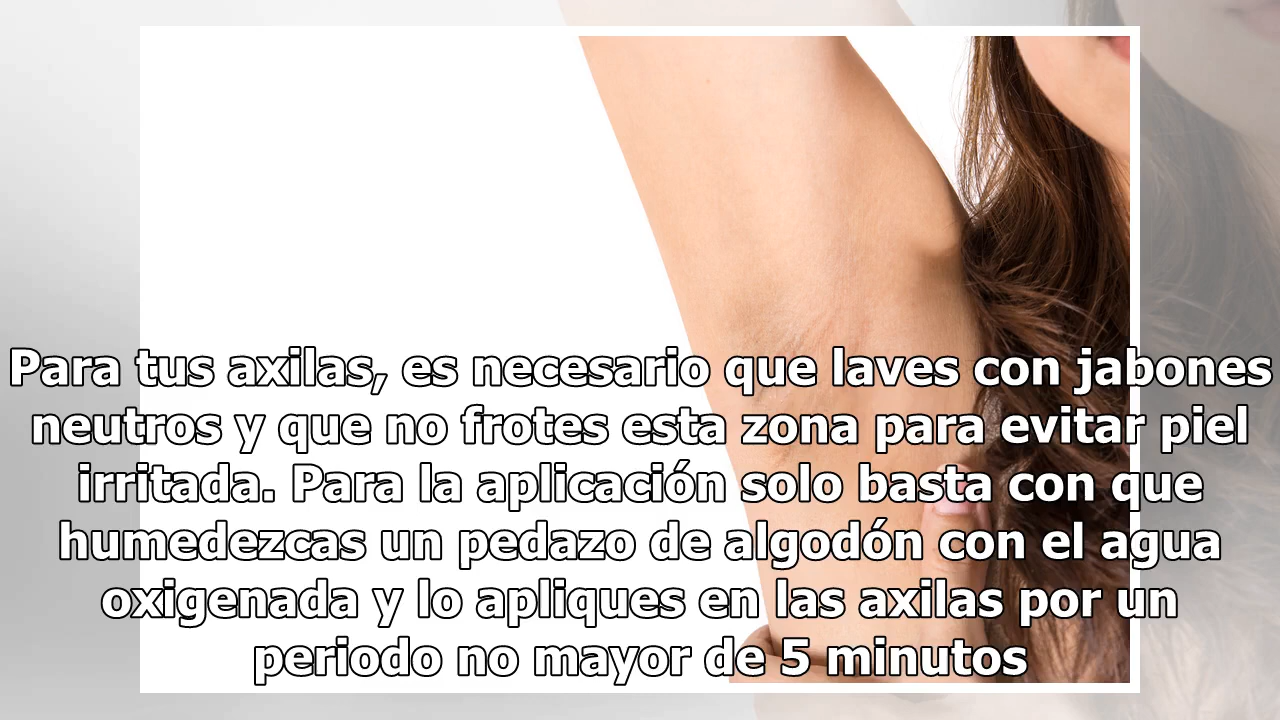 Para tus axilas, es necesario que laves con jabones
neutros y que no frotes esta zona para evitar piel
irritada. Para la aplicación solo basta con que
humedezcas un pedazo de algodón con el agua
oxigenada y lo apliques en las axilas por un
periodo no mayor de 5 minutos